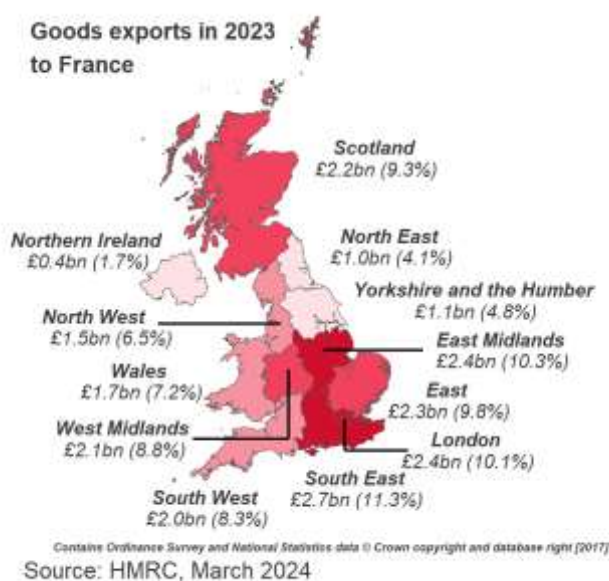 Goods exports in 2023
to France
Scotland
£2.2bn (9.3%)
Northern Ireland
£0.4bn (1.7%)
North East
£1.0bn (4.1%)
Yorkshire and the Humber
£1.1bn (4.8%)
North West
£1.5bn (6.5%)
East Midlands
£2.4bn (10.3%)
Wales
£1.7bn (7.2%)
East
£2.3bn (9.8%)
West Midlands
£2.1bn (8.8%)
London
£2.4bn (10.1%)
South East
£2.7bn (11.3%)
South West
£2.0bn (8.3%)
Contains Ordinance Survey and National Statistics data © Crown copyright and database right [2017]
Source: HMRC, March 2024